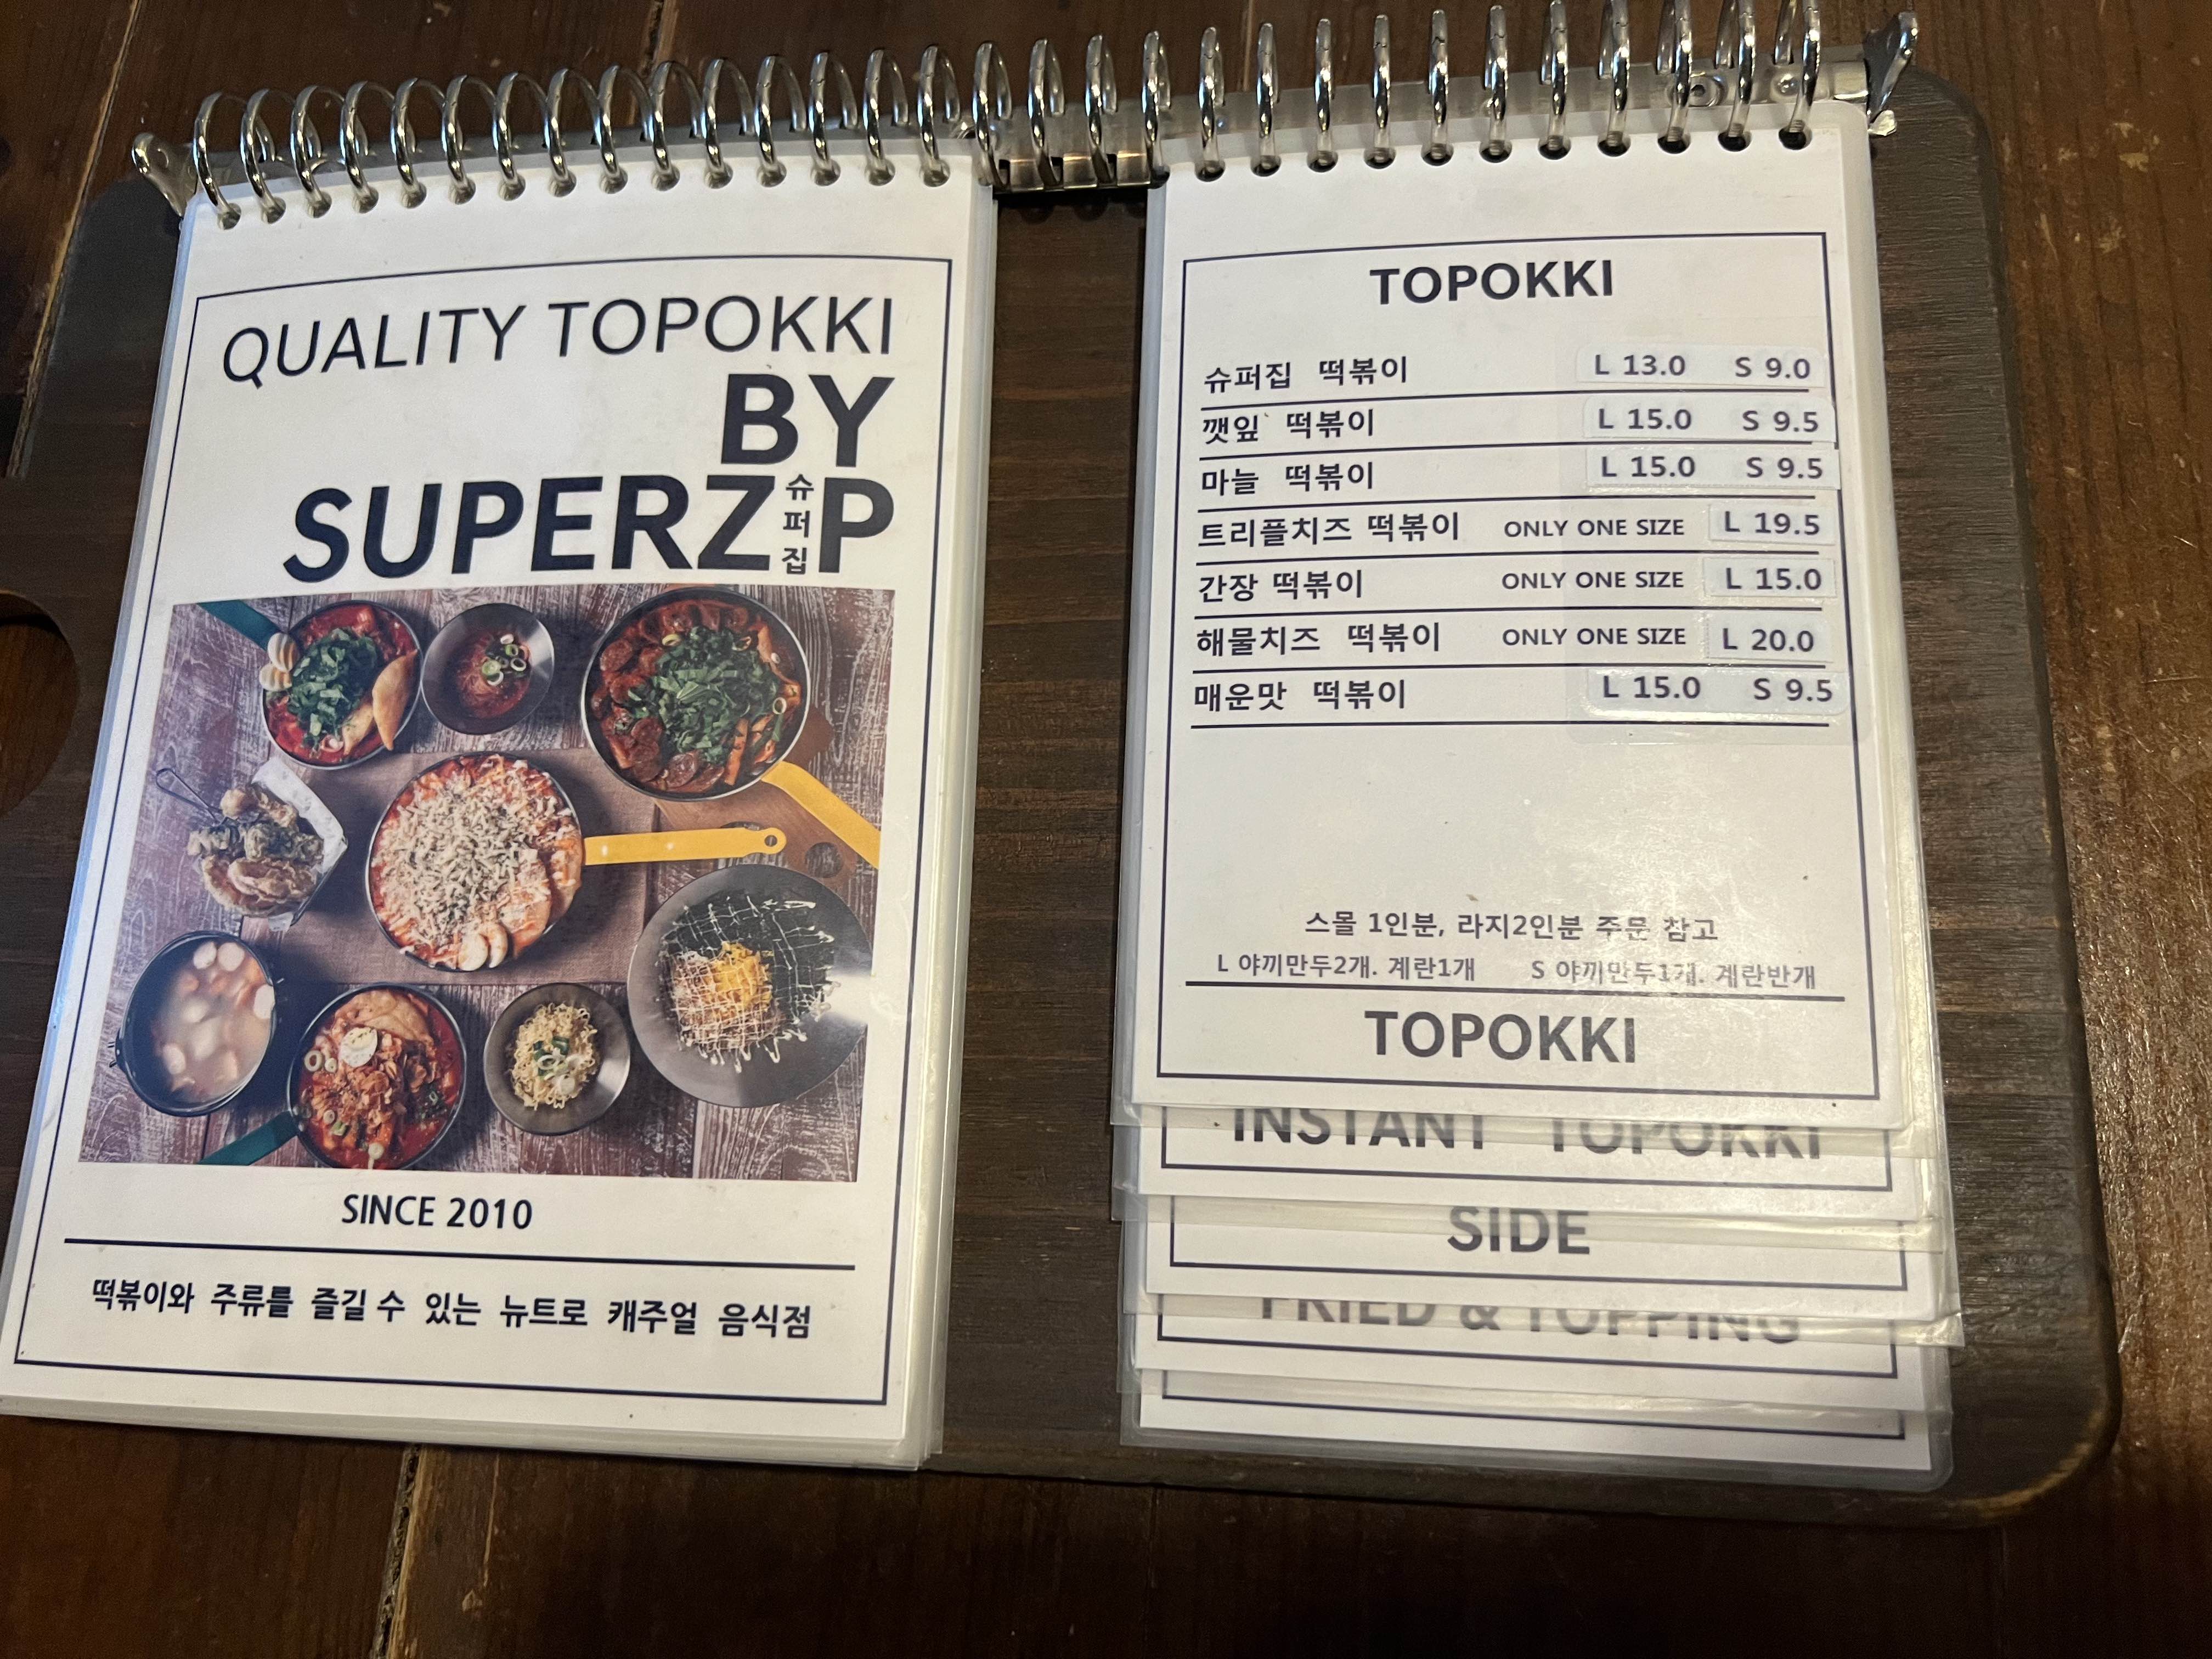 QUALITY TOPOKKI
BY
SUPERZ슈퍼집P
SINCE 2010
떡볶이와 주류를 즐길 수 있는 뉴트로 캐주얼 음식점
TOPOKKI
슈퍼집 떡볶이 L 13.0 S 9.0
깻잎 떡볶이 L 15.0 S 9.5
마늘 떡볶이 L 15.0 S 9.5
트리플치즈 떡볶이 ONLY ONE SIZE L 19.5
간장 떡볶이 ONLY ONE SIZE L 15.0
해물치즈 떡볶이 ONLY ONE SIZE L 20.0
매운맛 떡볶이 L 15.0 S 9.5
스몰 1인분, 라지2인분 주문 참고
L 야끼만두2개. 계란1개 S 야끼만두1개. 계란반개
TOPOKKI
INSTANT TOPOKKI
SIDE
FRIED & TOPPING